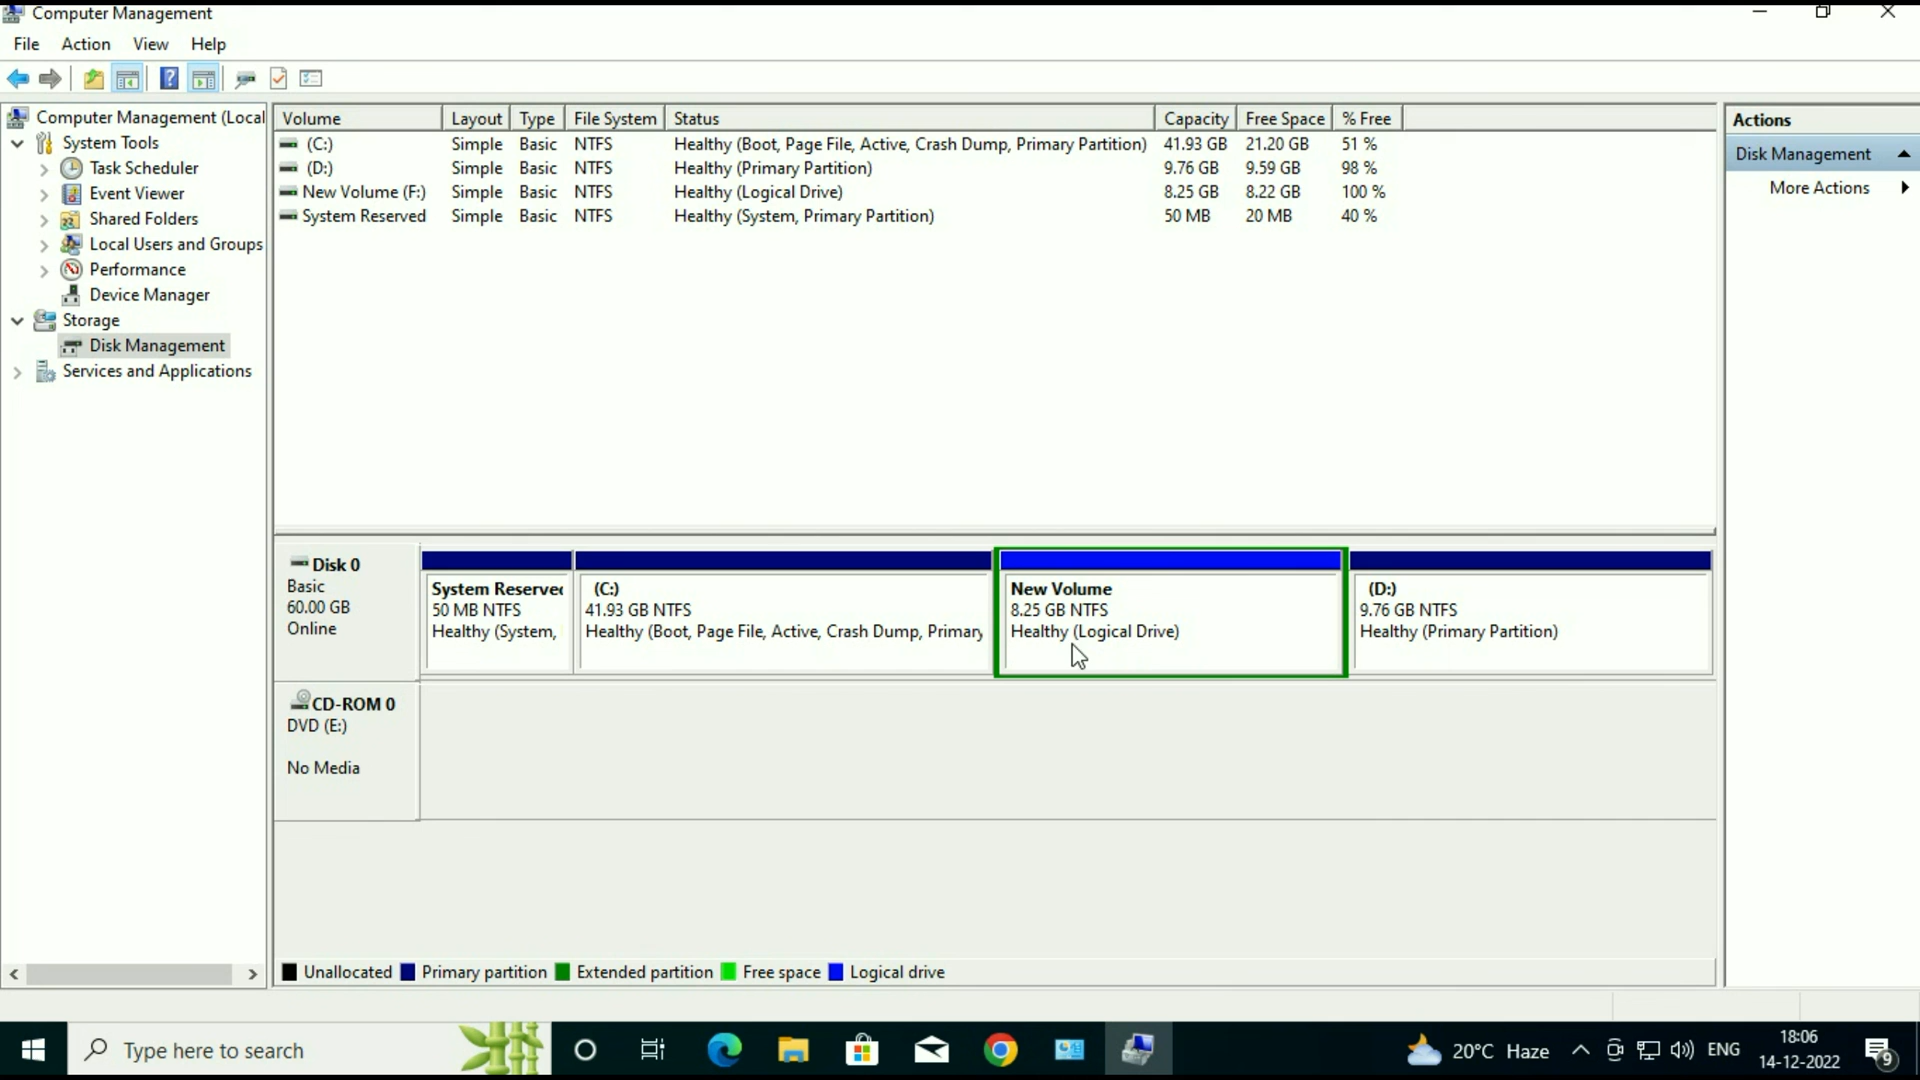 Computer Management
File Action View Help
Computer Management (Local
System Tools
Task Scheduler
Event Viewer
Shared Folders
Local Users and Groups
Performance
Device Manager
Storage
Disk Management
Services and Applications
Volume Layout Type File System Status Capacity Free Space % Free
(C:) Simple Basic NTFS Healthy (Boot, Page File, Active, Crash Dump, Primary Partition) 41.93 GB 21.20 GB 51 %
(D:) Simple Basic NTFS Healthy (Primary Partition) 9.76 GB 9.59 GB 98 %
New Volume (F:) Simple Basic NTFS Healthy (Logical Drive) 8.25 GB 8.22 GB 100 %
System Reserved Simple Basic NTFS Healthy (System, Primary Partition) 50 MB 20 MB 40 %
Actions
Disk Management
More Actions
Disk 0
Basic
60.00 GB
Online
System Reserved
50 MB NTFS
Healthy (System,
(C:)
41.93 GB NTFS
Healthy (Boot, Page File, Active, Crash Dump, Primary
New Volume
8.25 GB NTFS
Healthy (Logical Drive)
(D:)
9.76 GB NTFS
Healthy (Primary Partition)
CD-ROM 0
DVD (E:)
No Media
Unallocated Primary partition Extended partition Free space Logical drive
Type here to search
20°C Haze
ENG
18:06
14-12-2022
9